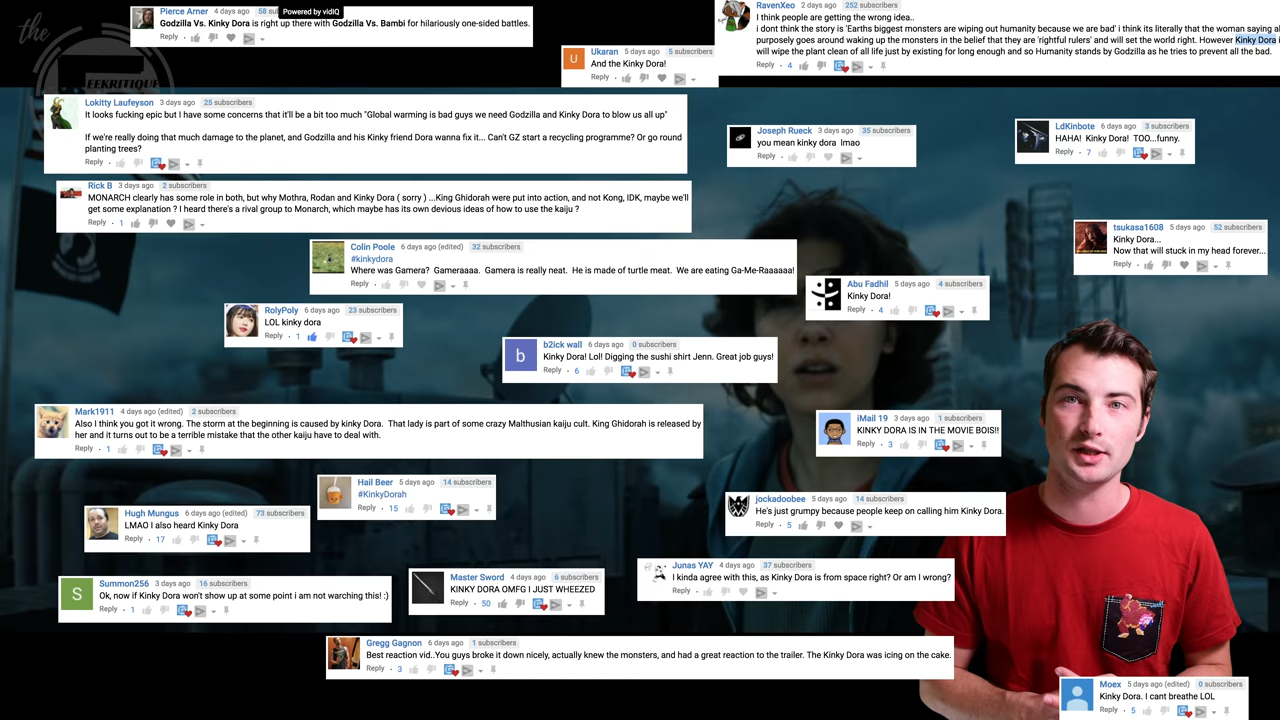 the
EEKRITIQUE
Powered by vidIQ
Pierce Arner 4 days ago 58 su
Godzilla Vs. Kinky Dora is right up there with Godzilla Vs. Bambi for hilariously one-sided battles.
Reply
RavenXeo 2 days ago 252 subscribers
I think people are getting the wrong idea..
i dont think the story is 'Earths biggest monsters are wiping out humanity because we are bad' i think its literally that the woman saying al
purposely goes around waking up the monsters in the belief that they are 'rightful rulers' and will set the world right. However Kinky Dora i
will wipe the plant clean of all life just by existing for long enough and so Humanity stands by Godzilla as he tries to prevent all the bad.
Reply 4
Ukaran 5 days ago 5 subscribers
And the Kinky Dora!
Reply
Lokitty Laufeyson 3 days ago 25 subscribers
It looks fucking epic but I have some concerns that it'll be a bit too much "Global warming is bad guys we need Godzilla and Kinky Dora to blow us all up"
If we're really doing that much damage to the planet, and Godzilla and his Kinky friend Dora wanna fix it... Can't GZ start a recycling programme? Or go round
planting trees?
Reply
Joseph Rueck 3 days ago 35 subscribers
you mean kinky dora lmao
Reply
LdKinbote 6 days ago 3 subscribers
HAHA! Kinky Dora! TOO...funny.
Reply 7
Rick B 3 days ago 2 subscribers
MONARCH clearly has some role in both, but why Mothra, Rodan and Kinky Dora ( sorry ) ...King Ghidorah were put into action, and not Kong, IDK, maybe we'll
get some explanation ? I heard there's a rival group to Monarch, which maybe has its own devious ideas of how to use the kaiju ?
Reply 1
tsukasa1608 5 days ago 52 subscribers
Kinky Dora...
Now that will stuck in my head forever...
Reply
Colin Poole 6 days ago (edited) 32 subscribers
#kinkydora
Where was Gamera? Gameraaaa. Gamera is really neat. He is made of turtle meat. We are eating Ga-Me-Raaaaaa!
Reply
Abu Fadhil 5 days ago 4 subscribers
Kinky Dora!
Reply 4
RolyPoly 6 days ago 23 subscribers
LOL kinky dora
Reply 1
b
b2ick wall 6 days ago 0 subscribers
Kinky Dora! Lol! Digging the sushi shirt Jenn. Great job guys!
Reply 6
Mark1911 4 days ago (edited) 2 subscribers
Also I think you got it wrong. The storm at the beginning is caused by kinky Dora. That lady is part of some crazy Malthusian kaiju cult. King Ghidorah is released by
her and it turns out to be a terrible mistake that the other kaiju have to deal with.
Reply 1
iMail 19 3 days ago 1 subscribers
KINKY DORA IS IN THE MOVIE BOIS!!
Reply 3
Hail Beer 5 days ago 14 subscribers
#KinkyDorah
Reply 15
jockadoobee 5 days ago 14 subscribers
He's just grumpy because people keep on calling him Kinky Dora.
Reply 5
Hugh Mungus 6 days ago (edited) 73 subscribers
LMAO I also heard Kinky Dora
Reply 17
Junas YAY 4 days ago 37 subscribers
I kinda agree with this, as Kinky Dora is from space right? Or am I wrong?
Reply
Master Sword 4 days ago 6 subscribers
KINKY DORA OMFG I JUST WHEEZED
Reply 50
S
Summon256 3 days ago 16 subscribers
Ok, now if Kinky Dora won't show up at some point i am not warching this! :)
Reply 1
Gregg Gagnon 6 days ago 1 subscribers
Best reaction vid..You guys broke it down nicely, actually knew the monsters, and had a great reaction to the trailer. The Kinky Dora was icing on the cake.
Reply 3
Moex 5 days ago (edited) 0 subscribers
Kinky Dora. I cant breathe LOL
Reply 5
U